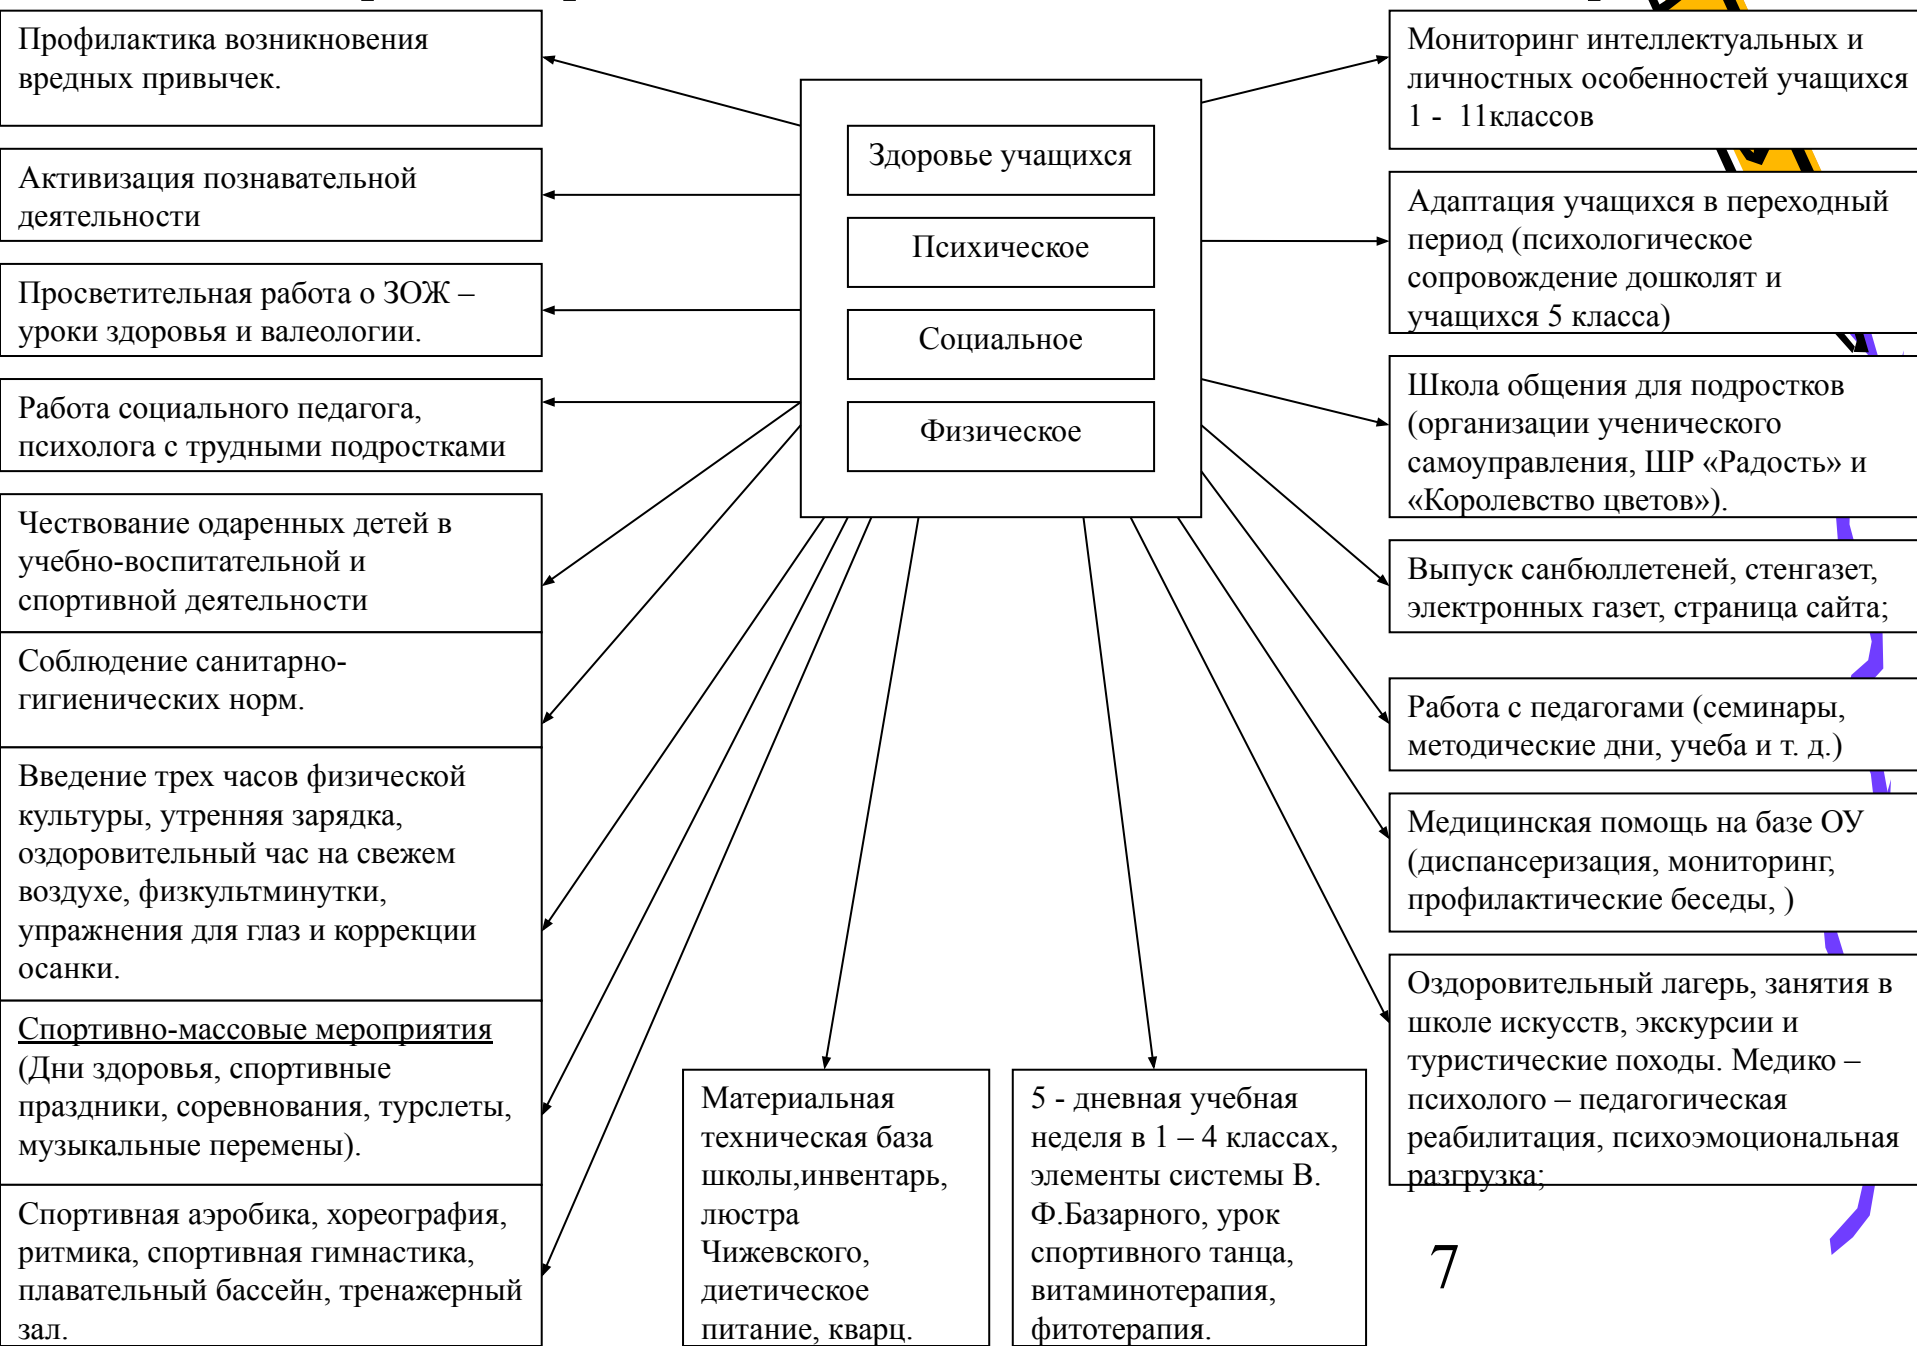 Профилактика возникновения
вредных привычек.
Активизация познавательной
деятельности
Просветительная работа о ЗОЖ –
уроки здоровья и валеологии.
Работа социального педагога,
психолога с трудными подростками
Чествование одаренных детей в
учебно-воспитательной и
спортивной деятельности
Соблюдение санитарно-
гигиенических норм.
Введение трех часов физической
культуры, утренняя зарядка,
оздоровительный час на свежем
воздухе, физкультминутки,
упражнения для глаз и коррекции
осанки.
Спортивно-массовые мероприятия
(Дни здоровья, спортивные
праздники, соревнования, турслеты,
музыкальные перемены).
Спортивная аэробика, хореография,
ритмика, спортивная гимнастика,
плавательный бассейн, тренажерный
зал.
Здоровье учащихся
Психическое
Социальное
Физическое
Материальная
техническая база
школы,инвентарь,
люстра
Чижевского,
диетическое
питание, кварц.
5 - дневная учебная
неделя в 1 – 4 классах,
элементы системы В.
Ф.Базарного, урок
спортивного танца,
витаминотерапия,
фитотерапия.
Мониторинг интеллектуальных и
личностных особенностей учащихся
1 - 11классов
Адаптация учащихся в переходный
период (психологическое
сопровождение дошколят и
учащихся 5 класса)
Школа общения для подростков
(организации ученического
самоуправления, ШР «Радость» и
«Королевство цветов»).
Выпуск санбюллетеней, стенгазет,
электронных газет, страница сайта;
Работа с педагогами (семинары,
методические дни, учеба и т. д.)
Медицинская помощь на базе ОУ
(диспансеризация, мониторинг,
профилактические беседы, )
Оздоровительный лагерь, занятия в
школе искусств, экскурсии и
туристические походы. Медико –
психолого – педагогическая
реабилитация, психоэмоциональная
разгрузка;
7